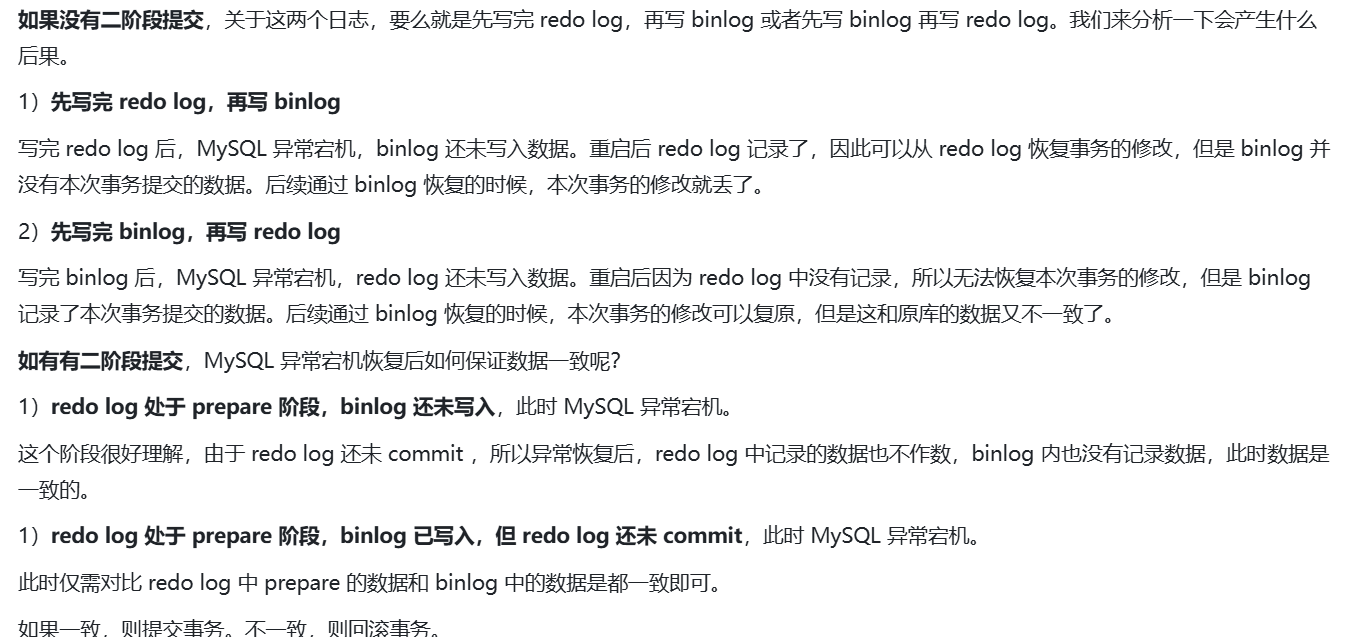 如果没有二阶段提交，关于这两个日志，要么就是先写完 redo log，再写 binlog 或者先写 binlog 再写 redo log。我们来分析一下会产生什么
后果。
1）先写完 redo log，再写 binlog
写完 redo log 后，MySQL 异常宕机，binlog 还未写入数据。重启后 redo log 记录了，因此可以从 redo log 恢复事务的修改，但是 binlog 并
没有本次事务提交的数据。后续通过 binlog 恢复的时候，本次事务的修改就丢了。
2）先写完 binlog，再写 redo log
写完 binlog 后，MySQL 异常宕机，redo log 还未写入数据。重启后因为 redo log 中没有记录，所以无法恢复本次事务的修改，但是 binlog
记录了本次事务提交的数据。后续通过 binlog 恢复的时候，本次事务的修改可以复原，但是这和原库的数据又不一致了。
如有有二阶段提交，MySQL 异常宕机恢复后如何保证数据一致呢？
1）redo log 处于 prepare 阶段，binlog 还未写入，此时 MySQL 异常宕机。
这个阶段很好理解，由于 redo log 还未 commit ，所以异常恢复后，redo log 中记录的数据也不作数，binlog 内也没有记录数据，此时数据是
一致的。
1）redo log 处于 prepare 阶段，binlog 已写入，但 redo log 还未 commit，此时 MySQL 异常宕机。
此时仅需对比 redo log 中 prepare 的数据和 binlog 中的数据是都一致即可。
如果一致，则提交事务。不一致，则回滚事务。